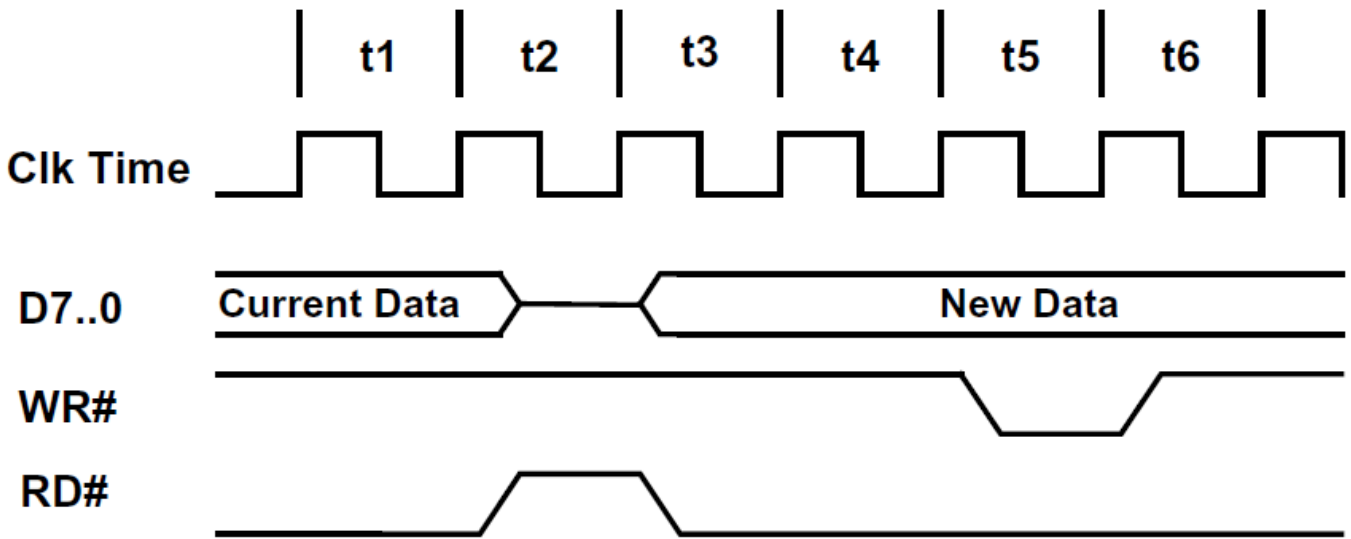 t1 t2 t3 t4 t5 t6
Clk Time
D7..0 Current Data New Data
WR#
RD#